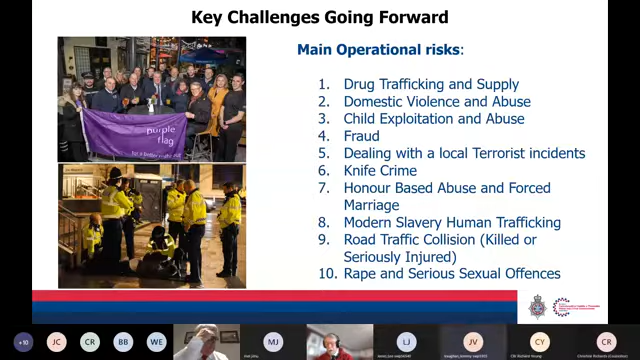 Key Challenges Going Forward
Main Operational risks:
1. Drug Trafficking and Supply
2. Domestic Violence and Abuse
3. Child Exploitation and Abuse
4. Fraud
5. Dealing with a local Terrorist incidents
6. Knife Crime
7. Honour Based Abuse and Forced
Marriage
8. Modern Slavery Human Trafficking
9. Road Traffic Collision (Killed or
Seriously Injured)
10. Rape and Serious Sexual Offences
purple
flag
+10
JC
CR
BB
WE
MJ
LJ
JV
CY
CR